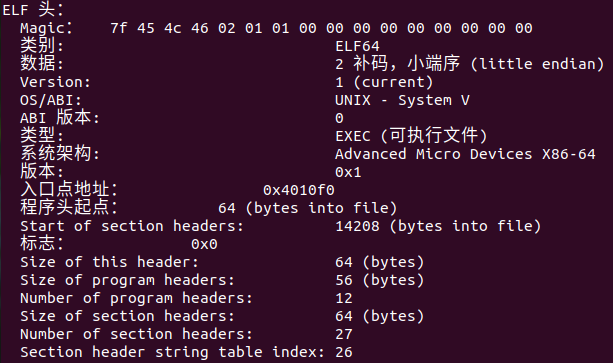 ELF 头：
Magic： 7f 45 4c 46 02 01 01 00 00 00 00 00 00 00 00 00
类别: ELF64
数据: 2 补码，小端序 (little endian)
Version: 1 (current)
OS/ABI: UNIX - System V
ABI 版本: 0
类型: EXEC (可执行文件)
系统架构: Advanced Micro Devices X86-64
版本: 0x1
入口点地址： 0x4010f0
程序头起点： 64 (bytes into file)
Start of section headers: 14208 (bytes into file)
标志： 0x0
Size of this header: 64 (bytes)
Size of program headers: 56 (bytes)
Number of program headers: 12
Size of section headers: 64 (bytes)
Number of section headers: 27
Section header string table index: 26